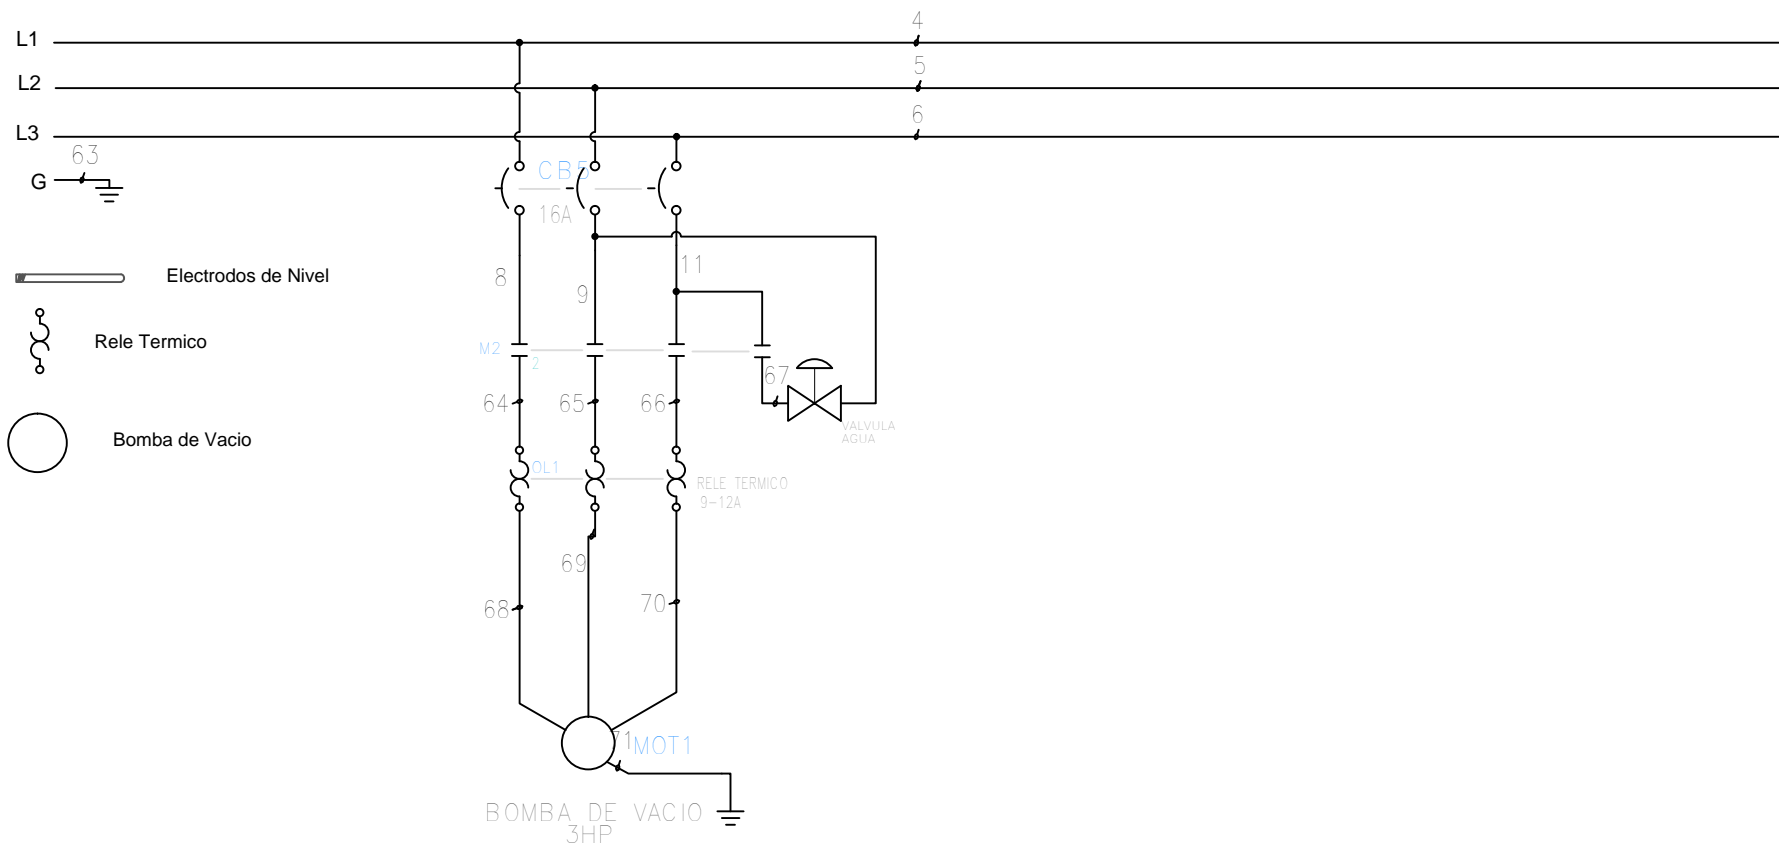 L1
4
L2
5
L3
6
63
G
CB5
16A
Electrodos de Nivel
8
9
11
Rele Termico
M2
2
67
64
65
66
VALVULA
AGUA
Bomba de Vacio
OL1
RELE TERMICO
9-12A
69
68
70
71
MOT1
BOMBA DE VACIO
3HP